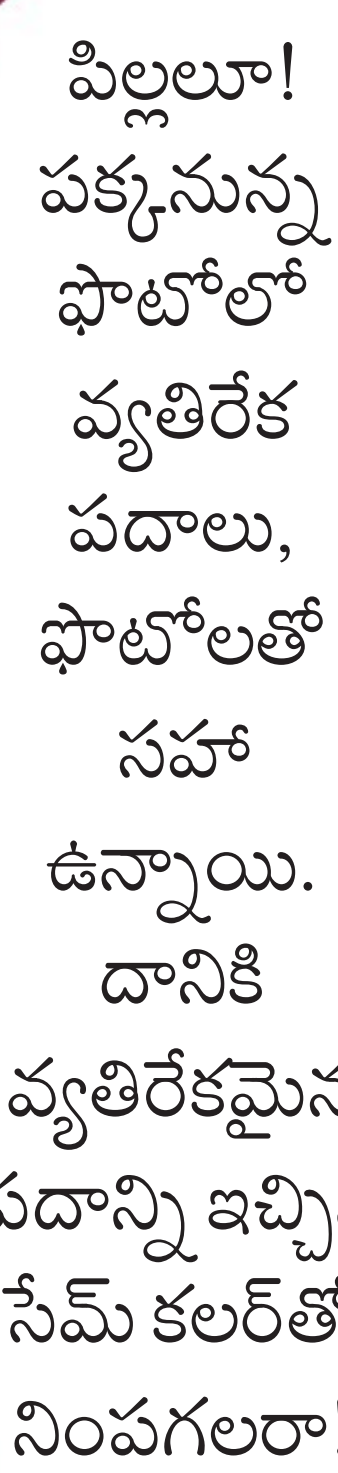 పిల్లలూ!
పక్కనున్న
ఫొటోలో
వ్యతిరేక
పదాలు,
ఫొటోలతో
సహా
ఉన్నాయి.
దానికి
వ్యతిరేకమైన
పదాన్ని ఇచ్చి
సేమ్ కలర్‌తో
నింపగలరా!